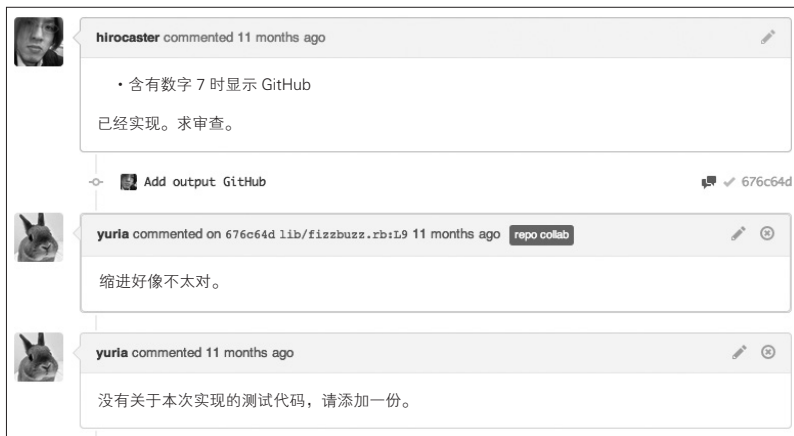 hirocaster commented 11 months ago
• 含有数字 7 时显示 GitHub
已经实现。求审查。
Add output GitHub 676c64d
yuria commented on 676c64d lib/fizzbuzz.rb:L9 11 months ago repo collab
缩进好像不太对。
yuria commented 11 months ago
没有关于本次实现的测试代码，请添加一份。